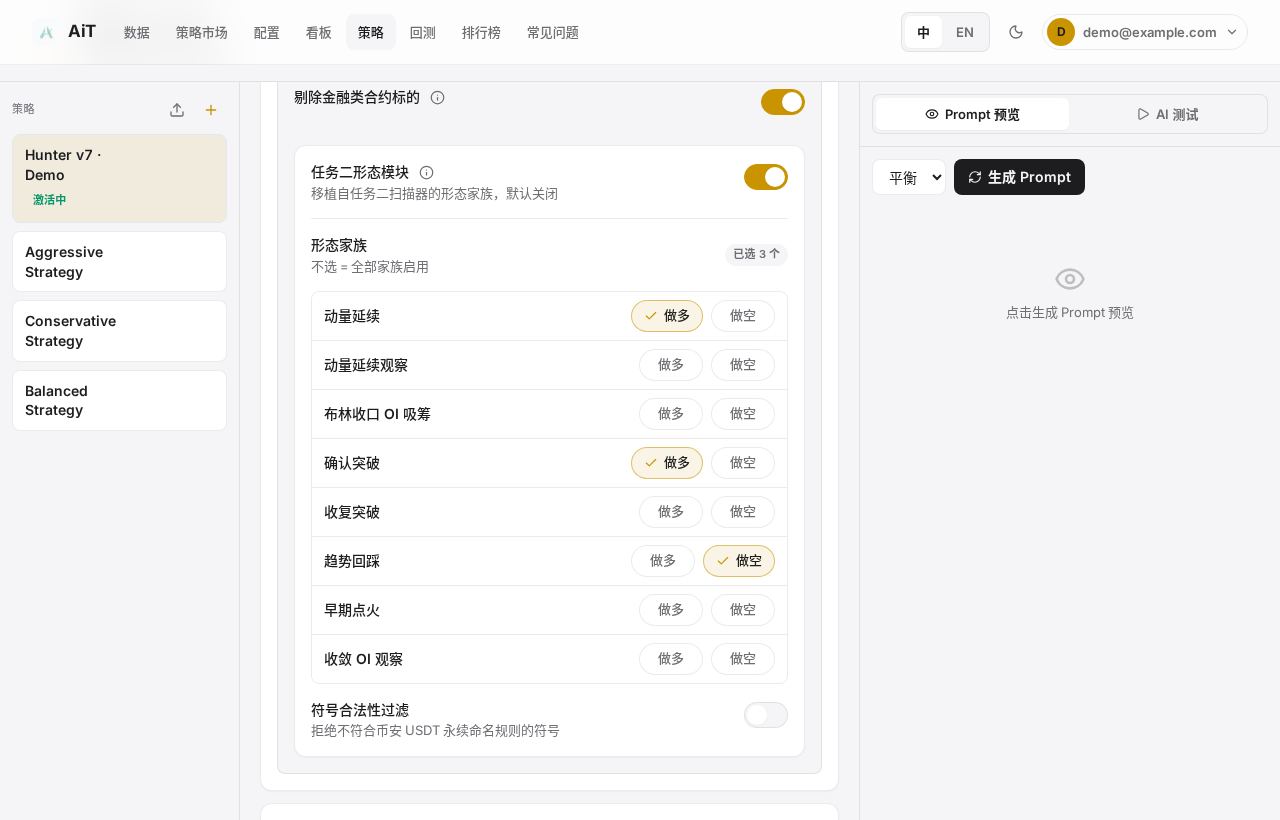 AiT
数据
策略市场
配置
看板
策略
回测
排行榜
常见问题
中
EN
D
demo@example.com
策略
Hunter v7 ·
Demo
激活中
Aggressive
Strategy
Conservative
Strategy
Balanced
Strategy
剔除金融类合约标的
任务二形态模块
移植自任务二扫描器的形态家族，默认关闭
形态家族
不选 = 全部家族启用
已选 3 个
动量延续
做多
做空
动量延续观察
做多
做空
布林收口 OI 吸筹
做多
做空
确认突破
做多
做空
收复突破
做多
做空
趋势回踩
做多
做空
早期点火
做多
做空
收敛 OI 观察
做多
做空
符号合法性过滤
拒绝不符合币安 USDT 永续命名规则的符号
Prompt 预览
AI 测试
平衡
生成 Prompt
点击生成 Prompt 预览